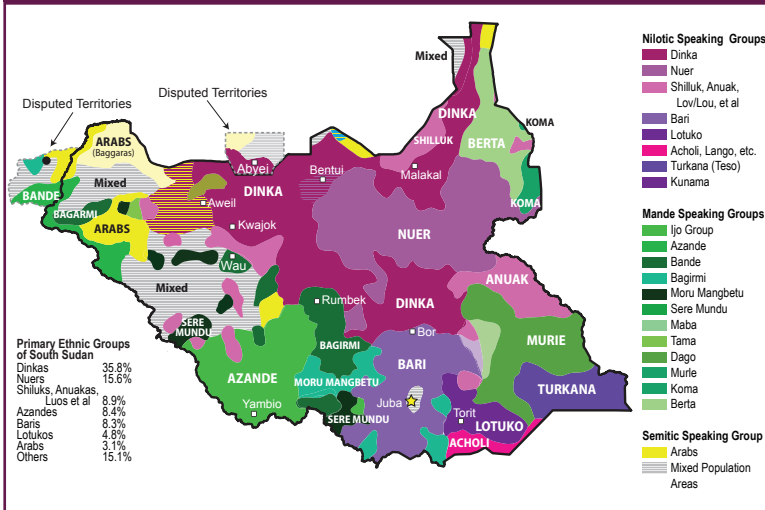 Mixed
Disputed Territories
Disputed Territories
ARABS
(Baggaras)
Mixed
BANDE
BAGARMI
ARABS
Aweil
Kwajok
Wau
Mixed
SERE
MUNDU
Abyei
Bentui
DINKA
DINKA
SHILLUK
Malakal
BERTA
KOMA
KOMA
NUER
ANUAK
Rumbek
DINKA
Bor
BAGIRMI
BARI
MURIE
AZANDE
MORU MANGBETU
TURKANA
Yambio
Juba
Torit
SERE MUNDU
LOTUKO
ACHOLI
Primary Ethnic Groups
of South Sudan
Dinkas 35.8%
Nuers 15.6%
Shiluks, Anuakas,
Luos et al 8.9%
Azandes 8.4%
Baris 8.3%
Lotukos 4.8%
Arabs 3.1%
Others 15.1%
Nilotic Speaking Groups
Dinka
Nuer
Shilluk, Anuak,
Lov/Lou, et al
Bari
Lotuko
Acholi, Lango, etc.
Turkana (Teso)
Kunama
Mande Speaking Groups
Ijo Group
Azande
Bande
Bagirmi
Moru Mangbetu
Sere Mundu
Maba
Tama
Dago
Murle
Koma
Berta
Semitic Speaking Group
Arabs
Mixed Population
Areas